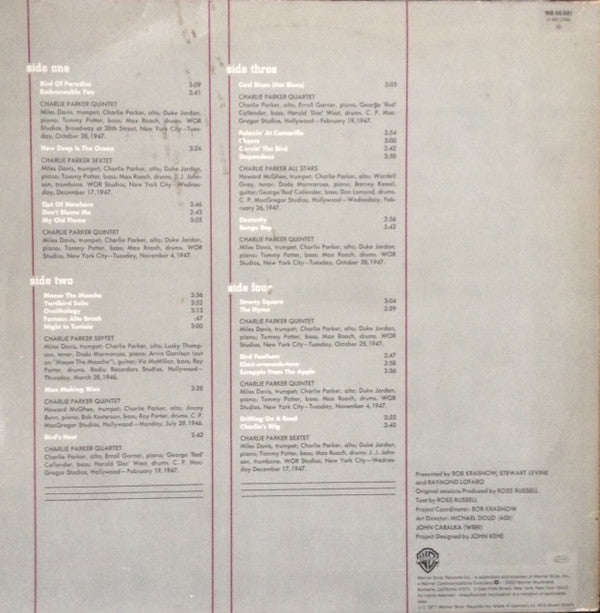 WB 66 081
side one
Bird Of Paradise 3:09
Embraceable You 3:41
CHARLIE PARKER QUINTET
Miles Davis, trumpet; Charlie Parker, alto; Duke Jordan,
piano; Tommy Potter, bass; Max Roach, drums. WOR
Studios, Broadway at 38th Street, New York City—Tues-
day, October 28, 1947.
How Deep Is The Ocean 3:24
CHARLIE PARKER SEXTET
Miles Davis, trumpet; Charlie Parker, alto; Duke Jordan,
piano; Tommy Potter, bass; Max Roach, drums; J. J. John-
son, trombone. WOR Studios, New York City—Wednes-
day, December 17, 1947.
Out Of Nowhere 3:46
Don't Blame Me 2:43
My Old Flame 3:05
CHARLIE PARKER QUINTET
Miles Davis, trumpet; Charlie Parker, alto; Duke Jordan,
piano; Tommy Potter, bass; Max Roach, drums. WOR
Studios, New York City—Tuesday, November 4, 1947.
side two
Moose The Mooche 2:56
Yardbird Suite 2:53
Ornithology 3:13
Famous Alto Break :47
Night In Tunisia 3:00
CHARLIE PARKER SEPTET
Miles Davis, trumpet; Charlie Parker, alto; Lucky Thomp-
son, tenor; Dodo Marmarosa, piano; Arvin Garrison (out
on "Moose The Mooche"), guitar; Vic McMillan, bass; Roy
Porter, drums. Radio Recorders Studios, Hollywood—
Thursday, March 28, 1946.
Max Making Wax 2:28
CHARLIE PARKER QUINTET
Howard McGhee, trumpet; Charlie Parker, alto; Jimmy
Bunn, piano; Bob Kesterson, bass; Roy Porter, drums. C. P.
MacGregor Studios, Hollywood—Monday, July 29, 1946.
Bird's Nest 2:42
CHARLIE PARKER QUARTET
Charlie Parker, alto; Erroll Garner, piano; George 'Red'
Callender, bass; Harold 'Doc' West, drums. C. P. Mac-
Gregor Studios, Hollywood—February 19, 1947.
side three
Cool Blues (Hot Blues) 3:05
CHARLIE PARKER QUARTET
Charlie Parker, alto; Erroll Garner, piano; George 'Red'
Callender, bass; Harold 'Doc' West, drums. C. P. Mac-
Gregor Studios, Hollywood—February 19, 1947.
Relaxin' At Camarillo 2:54
Cheers 3:00
Carvin' The Bird 2:42
Stupendous 2:50
CHARLIE PARKER ALL STARS
Howard McGhee, trumpet; Charlie Parker, alto; Wardell
Gray, tenor; Dodo Marmarosa, piano; Barney Kessel,
guitar; George 'Red' Callender, bass; Don Lamond, drums.
C. P. MacGregor Studios, Hollywood—Wednesday, Feb-
ruary 26, 1947.
Dexterity 2:56
Bongo Bop 2:42
CHARLIE PARKER QUINTET
Miles Davis, trumpet; Charlie Parker, alto; Duke Jordan,
piano; Tommy Potter, bass; Max Roach, drums. WOR
Studios, New York City—Tuesday, October 28, 1947.
side four
Dewey Square 3:04
The Hymn 2:29
CHARLIE PARKER QUINTET
Miles Davis, trumpet; Charlie Parker, alto; Duke Jordan,
piano; Tommy Potter, bass; Max Roach, drums. WOR
Studios, New York City—Tuesday, October 28, 1947.
Bird Feathers 2:47
Klact-oveeseds-tene 2:58
Scrapple From The Apple 2:36
CHARLIE PARKER QUINTET
Miles Davis, trumpet; Charlie Parker, alto; Duke Jordan,
piano; Tommy Potter, bass; Max Roach, drums. WOR
Studios, New York City—Tuesday, November 4, 1947.
Drifting On A Reed 2:55
Charlie's Wig 2:40
CHARLIE PARKER SEXTET
Miles Davis, trumpet; Charlie Parker, alto; Duke Jordan,
piano; Tommy Potter, bass; Max Roach, drums; J. J. John-
son, trombone. WOR Studios, New York City—Wednes-
day December 17, 1947.
Presented by BOB KRASNOW, STEWART LEVINE
and RAYMOND LOFARO
Original sessions Produced by ROSS RUSSELL
Text by ROSS RUSSELL
Project Coordinator: BOB KRASNOW
Art Director: MICHAEL DOUD (AGI)
JOHN CABALKA (WBR)
Project Designed by JOHN KEHE
Warner Bros. Records Inc., a subsidiary and licensee of Warner Bros. Inc.,
a Warner Communications Company